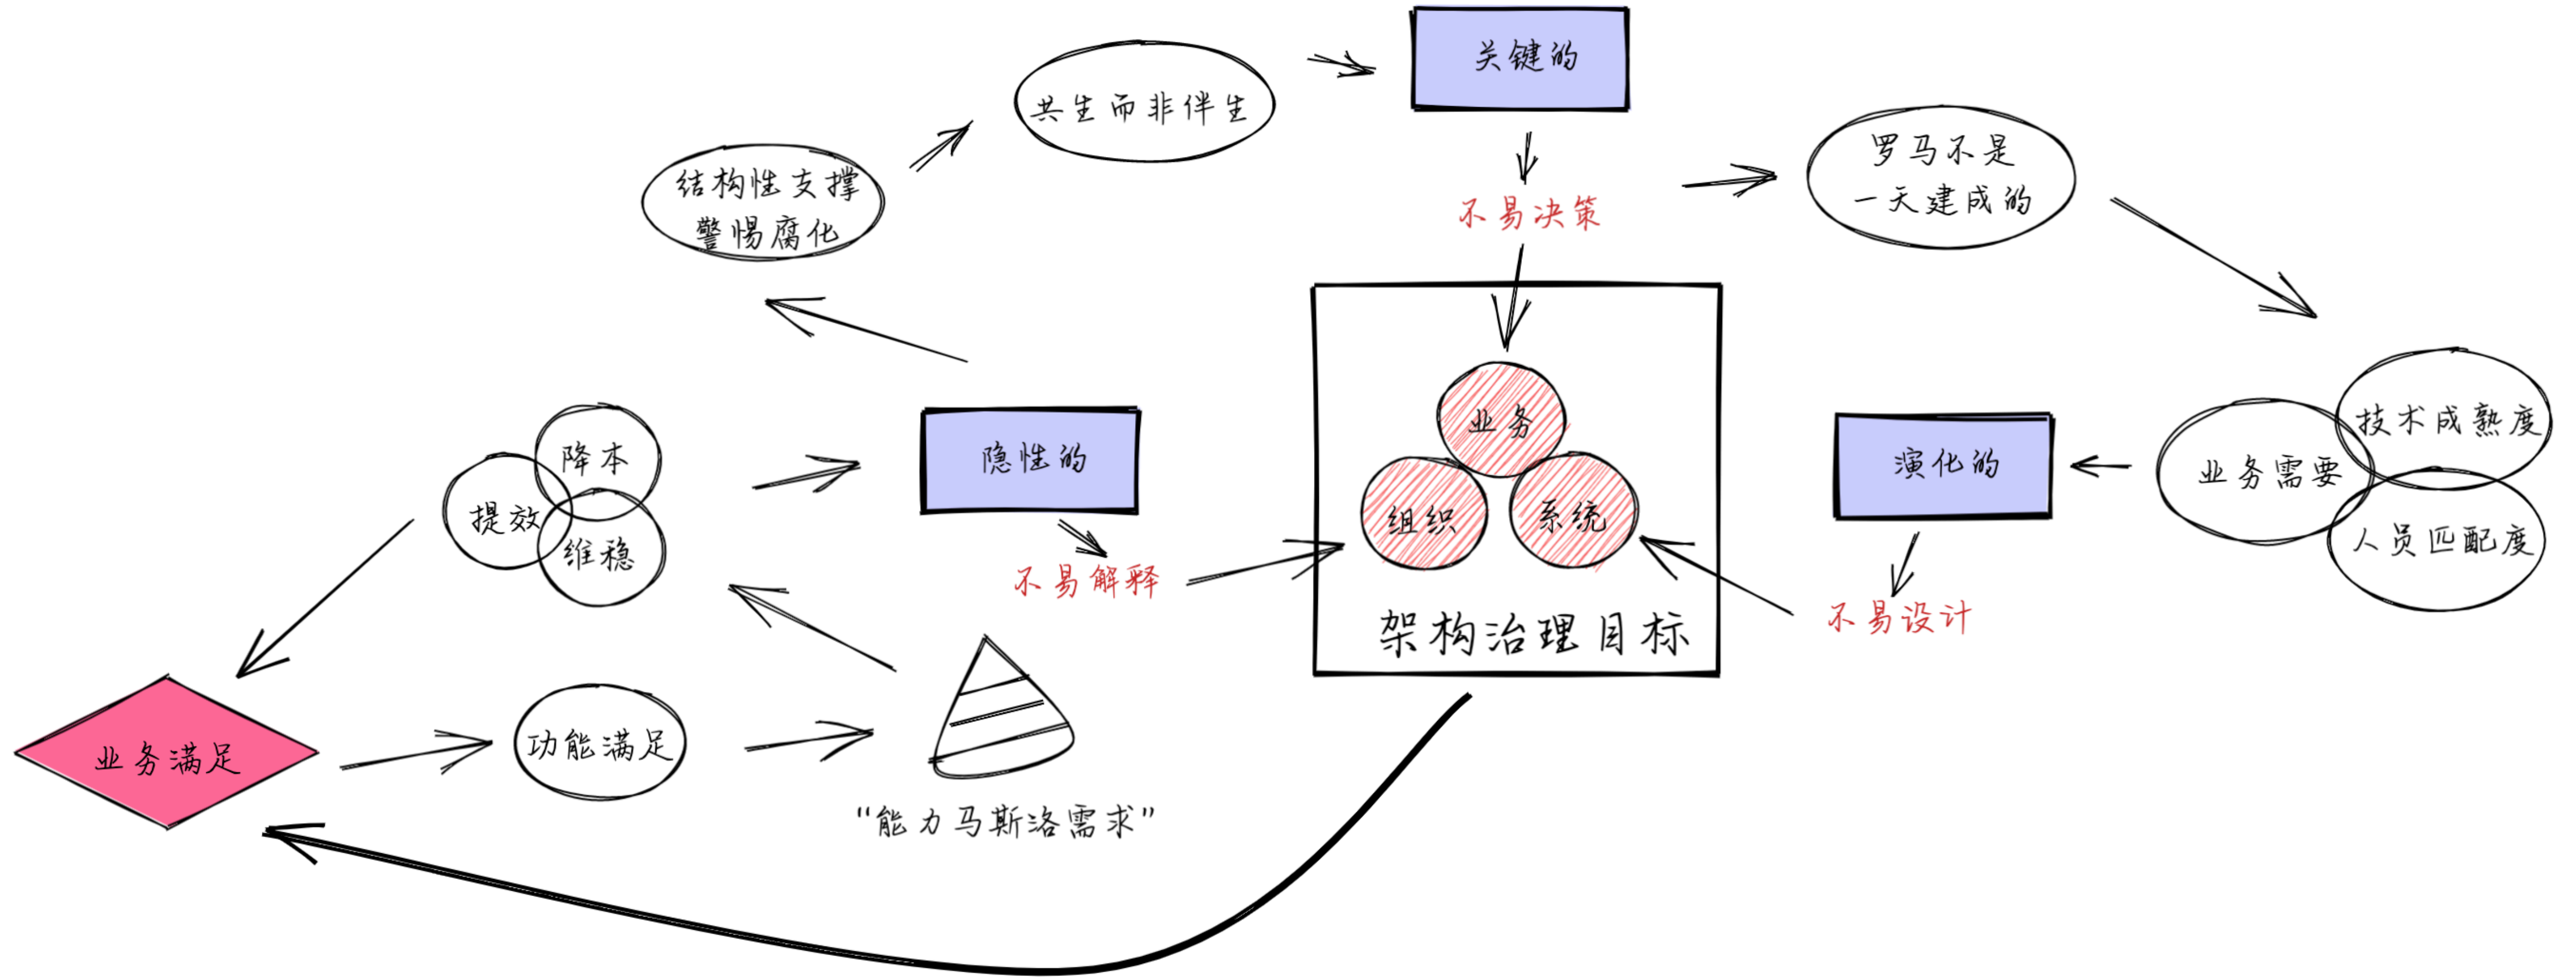 关键的
共生而非伴生
罗马不是
一天建成的
结构性支撑
警惕腐化
不易决策
技术成熟度
业务需要
人员匹配度
降本
提效
维稳
隐性的
业务
组织
系统
演化的
不易解释
不易设计
架构治理目标
业务满足
功能满足
“能力马斯洛需求”